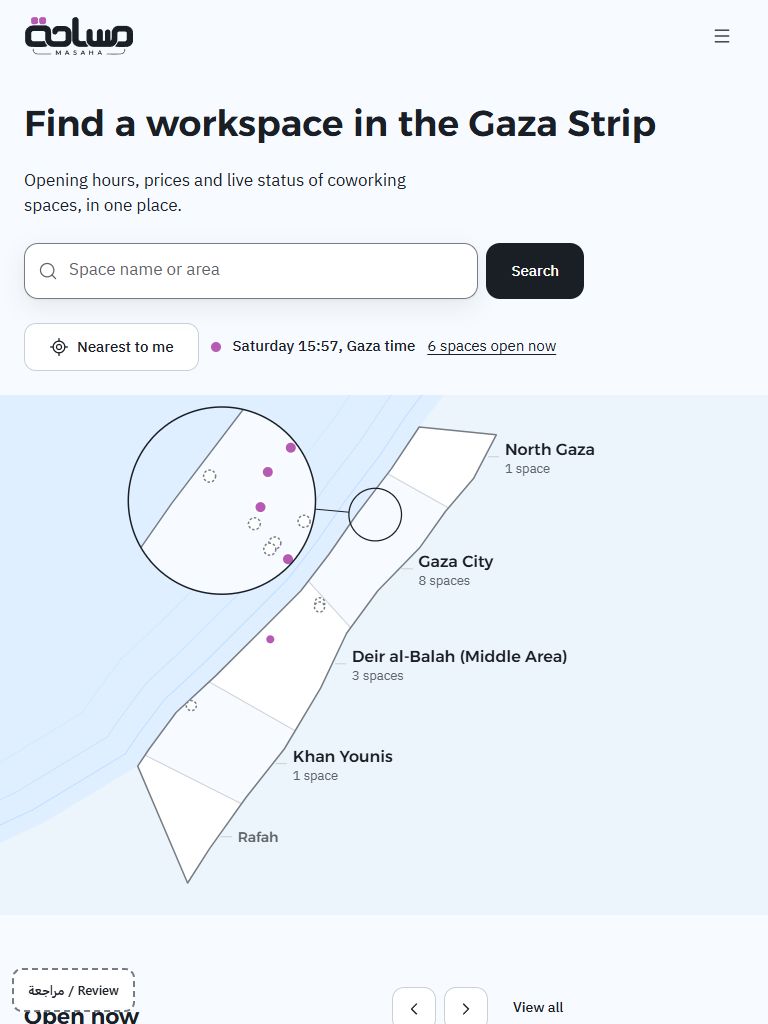 مساحة
MASAHA
Find a workspace in the Gaza Strip
Opening hours, prices and live status of coworking
spaces, in one place.
Space name or area
Search
Nearest to me
Saturday 15:57, Gaza time
6 spaces open now
North Gaza
1 space
Gaza City
8 spaces
Deir al-Balah (Middle Area)
3 spaces
Khan Younis
1 space
Rafah
مراجعة / Review
Open now
View all